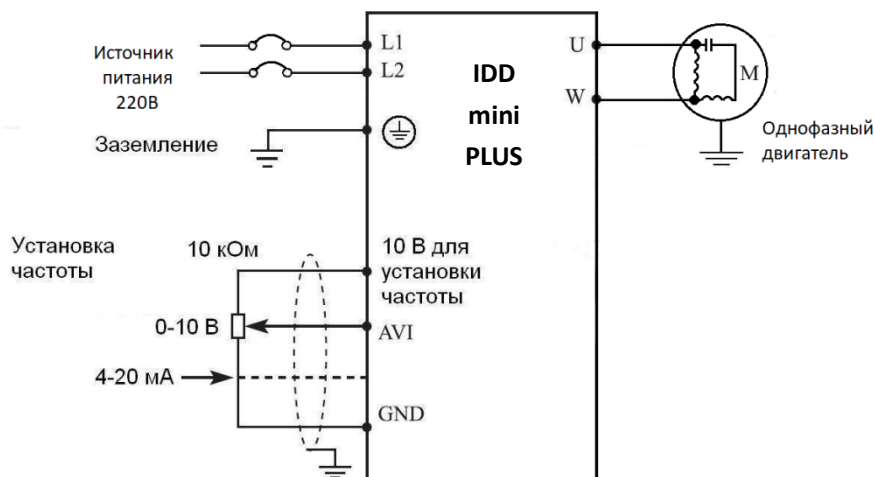 Источник
питания
220В
L1
L2
Заземление
IDD
mini
PLUS
U
W
M
Однофазный
двигатель
Установка
частоты
10 кОм
10 В для
установки
частоты
0-10 В
AVI
4-20 мА
GND